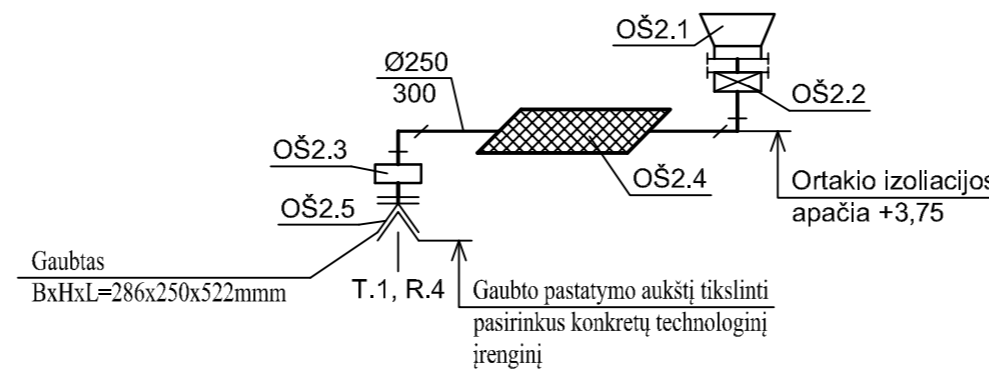 OŠ2.1
Ø250
300
OŠ2.2
OŠ2.3
OŠ2.4
Ortakio izoliacijos
apačia +3,75
OŠ2.5
Gaubtas
BxHxL=286x250x522mmm
T.1, R.4
Gaubto pastatymo aukštį tikslinti
pasirinkus konkretų technologinį
įrenginį